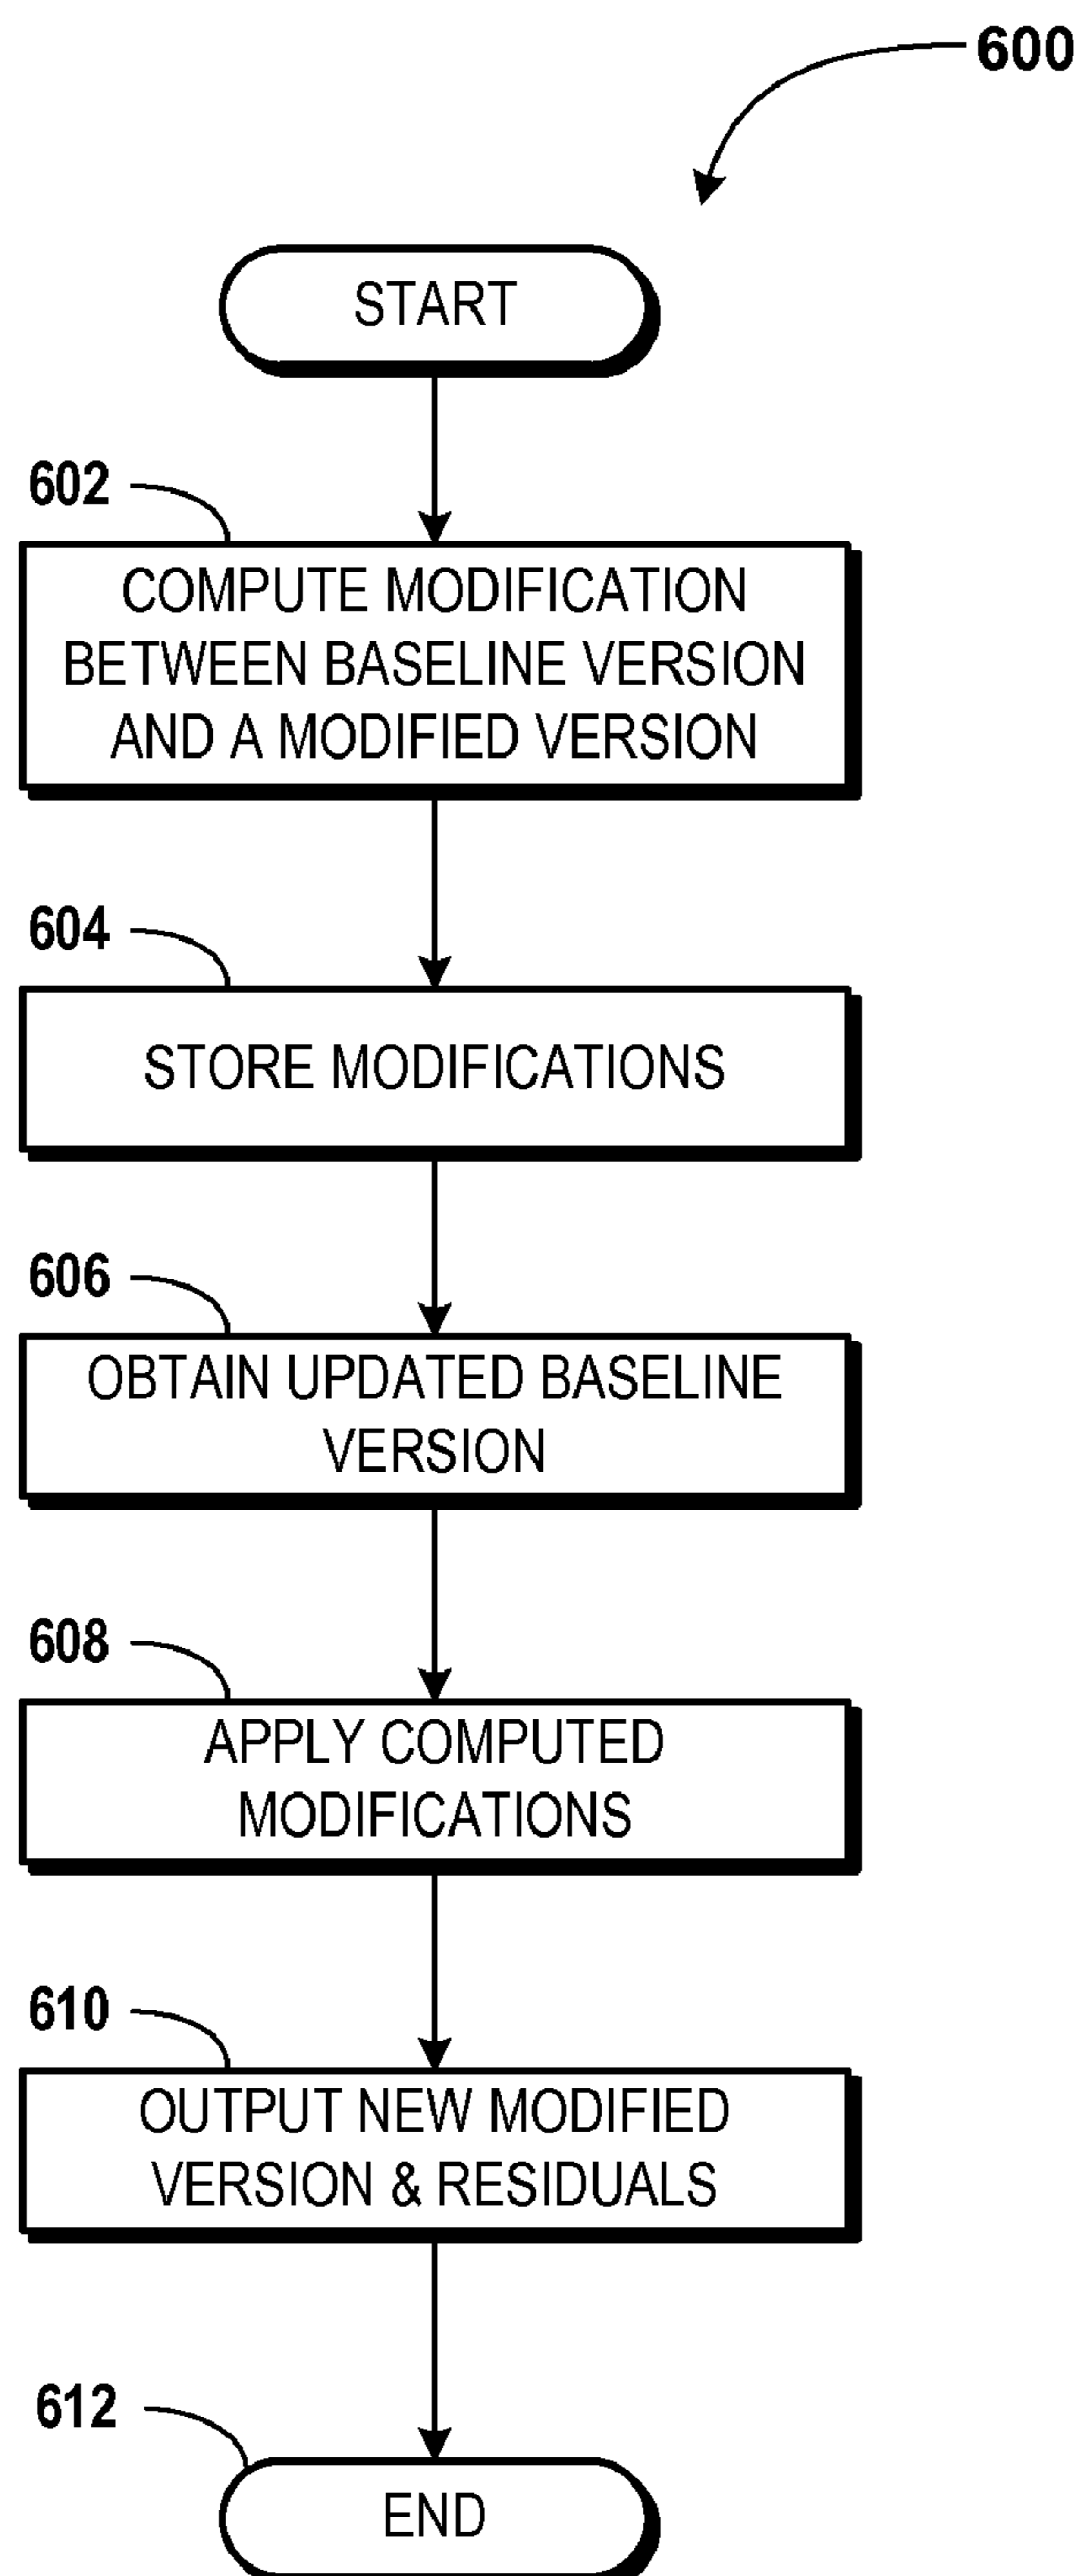 600
START
602
COMPUTE MODIFICATION
BETWEEN BASELINE VERSION
AND A MODIFIED VERSION
604
STORE MODIFICATIONS
606
OBTAIN UPDATED BASELINE
VERSION
608
APPLY COMPUTED
MODIFICATIONS
610
OUTPUT NEW MODIFIED
VERSION & RESIDUALS
612
END